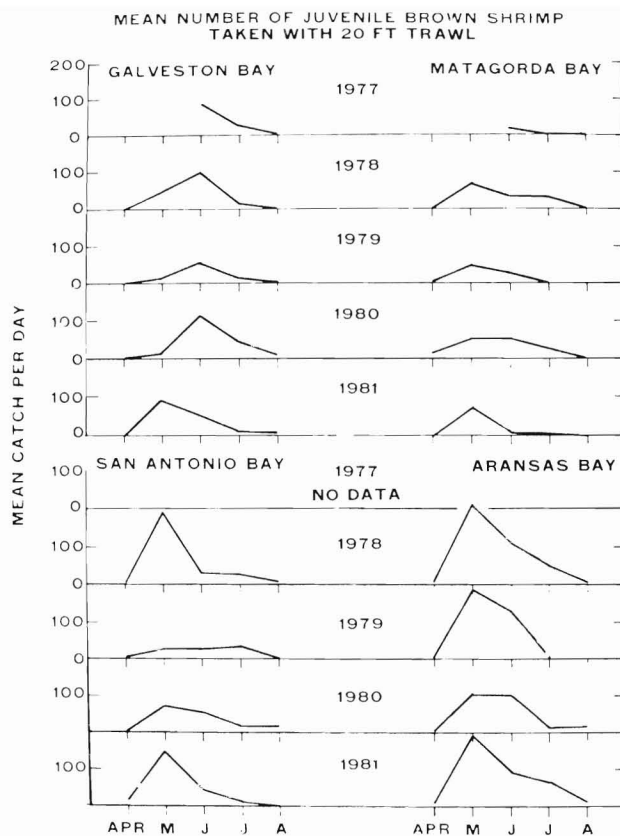 MEAN NUMBER OF JUVENILE BROWN SHRIMP
TAKEN WITH 20 FT TRAWL
MEAN CATCH PER DAY
200
GALVESTON BAY
MATAGORDA BAY
100
1977
0
1978
100
0
1979
100
0
1980
100
0
1981
100
0
100
SAN ANTONIO BAY
1977
ARANSAS BAY
NO DATA
0
1978
100
0
1979
100
0
1980
100
1981
100
APR M J J A
APR M J J A